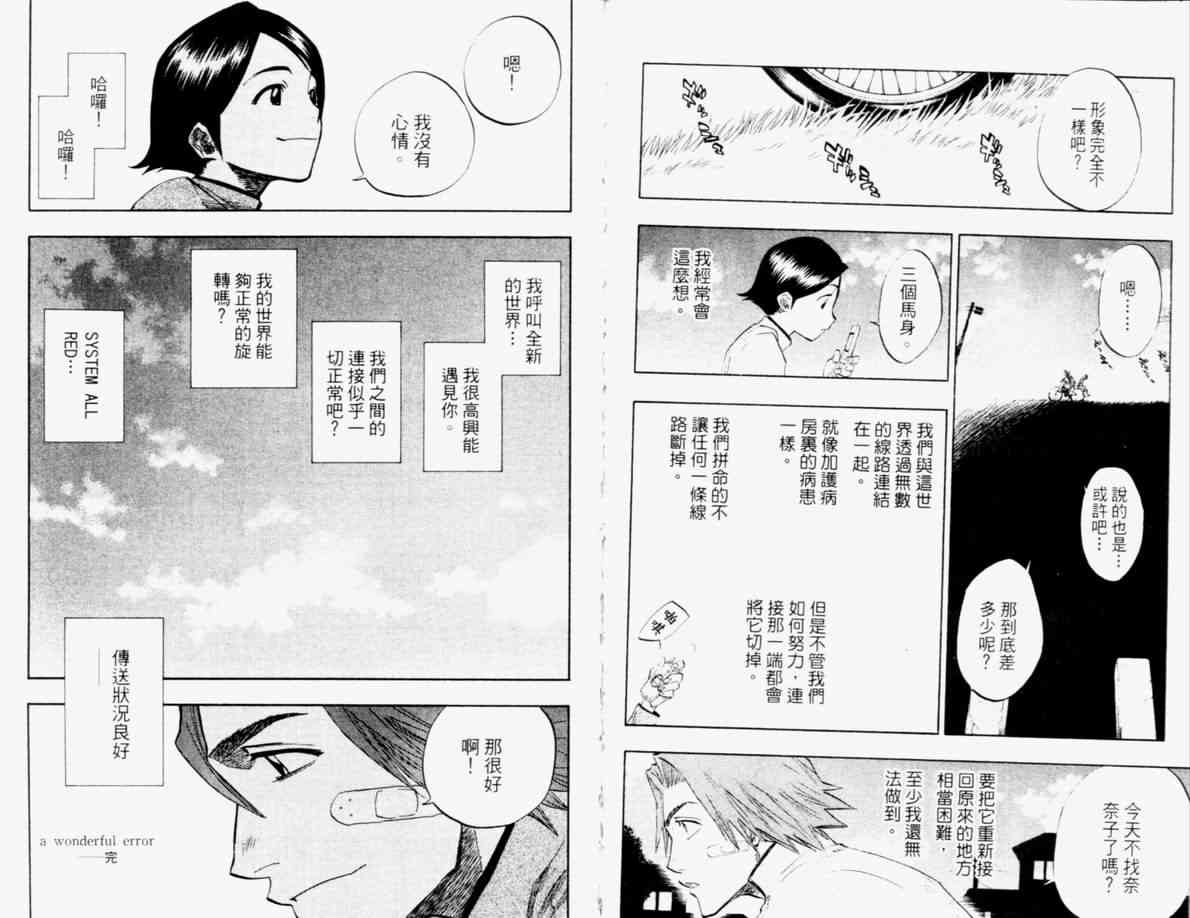 形象完全不
一樣吧？
ギッ
ギッ
ギッ
嗯………
說的也是…
或許吧…
那到底差
多少呢？
三個馬身。
我經常會
這麼想。
我們與這世
界透過無數
的線路連結
在一起。
就像加護病
房裏的病患
一樣。
我們拼命的不
讓任何一條線
路斷掉。
但是不管我們
如何努力，連
接那一端都會
將它切掉。
今天不找奈
奈子了嗎？
要把它重新接
回原來的地方
相當困難，
至少我還無
法做到。
嗯！
我沒有
心情。
哈囉！
哈囉！
我呼叫全新
的世界…
我很高興能
遇見你。
我們之間的
連接似乎一
切正常吧？
我的世界能
夠正常的旋
轉嗎？
SYSTEM ALL
RED…
傳送狀況良好
——
那很好
啊！
a wonderful error
——完